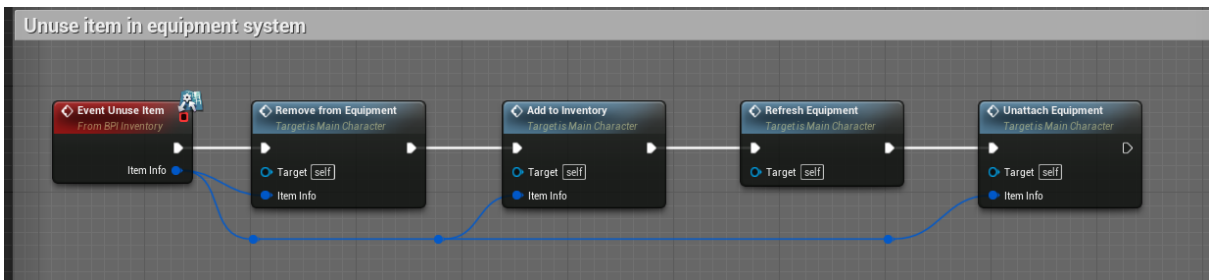 Unuse item in equipment system
Event Unuse Item
From BPI Inventory
Item Info
Remove from Equipment
Target is Main Character
Target self
Item Info
Add to Inventory
Target is Main Character
Target self
Item Info
Refresh Equipment
Target is Main Character
Target self
Unattach Equipment
Target is Main Character
Target self
Item Info